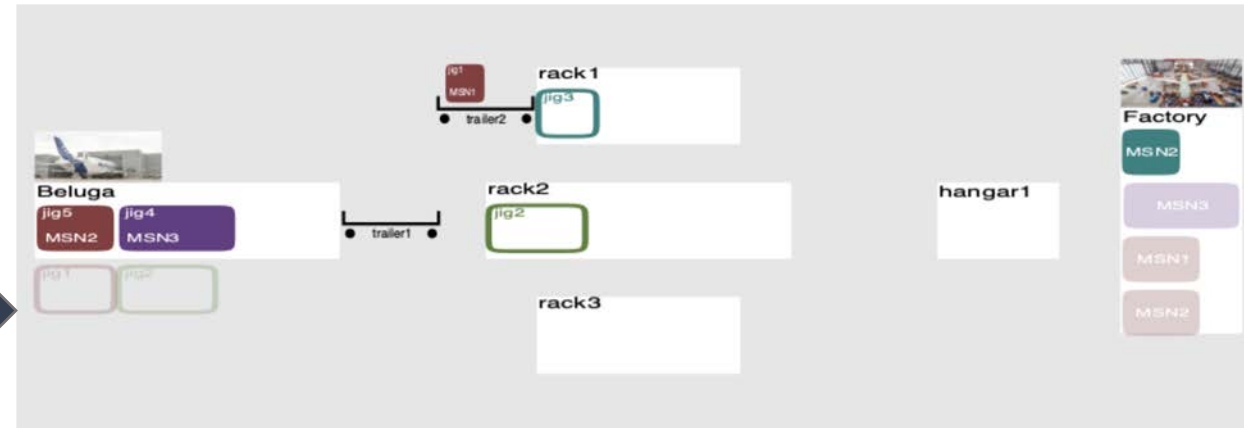 jig1
MSN1
trailer2
rack1
jig3
Factory
MSN2
MSN3
MSN1
MSN2
Beluga
jig5
MSN2
jig4
MSN3
jig1
jig2
trailer1
rack2
jig2
hangar1
rack3